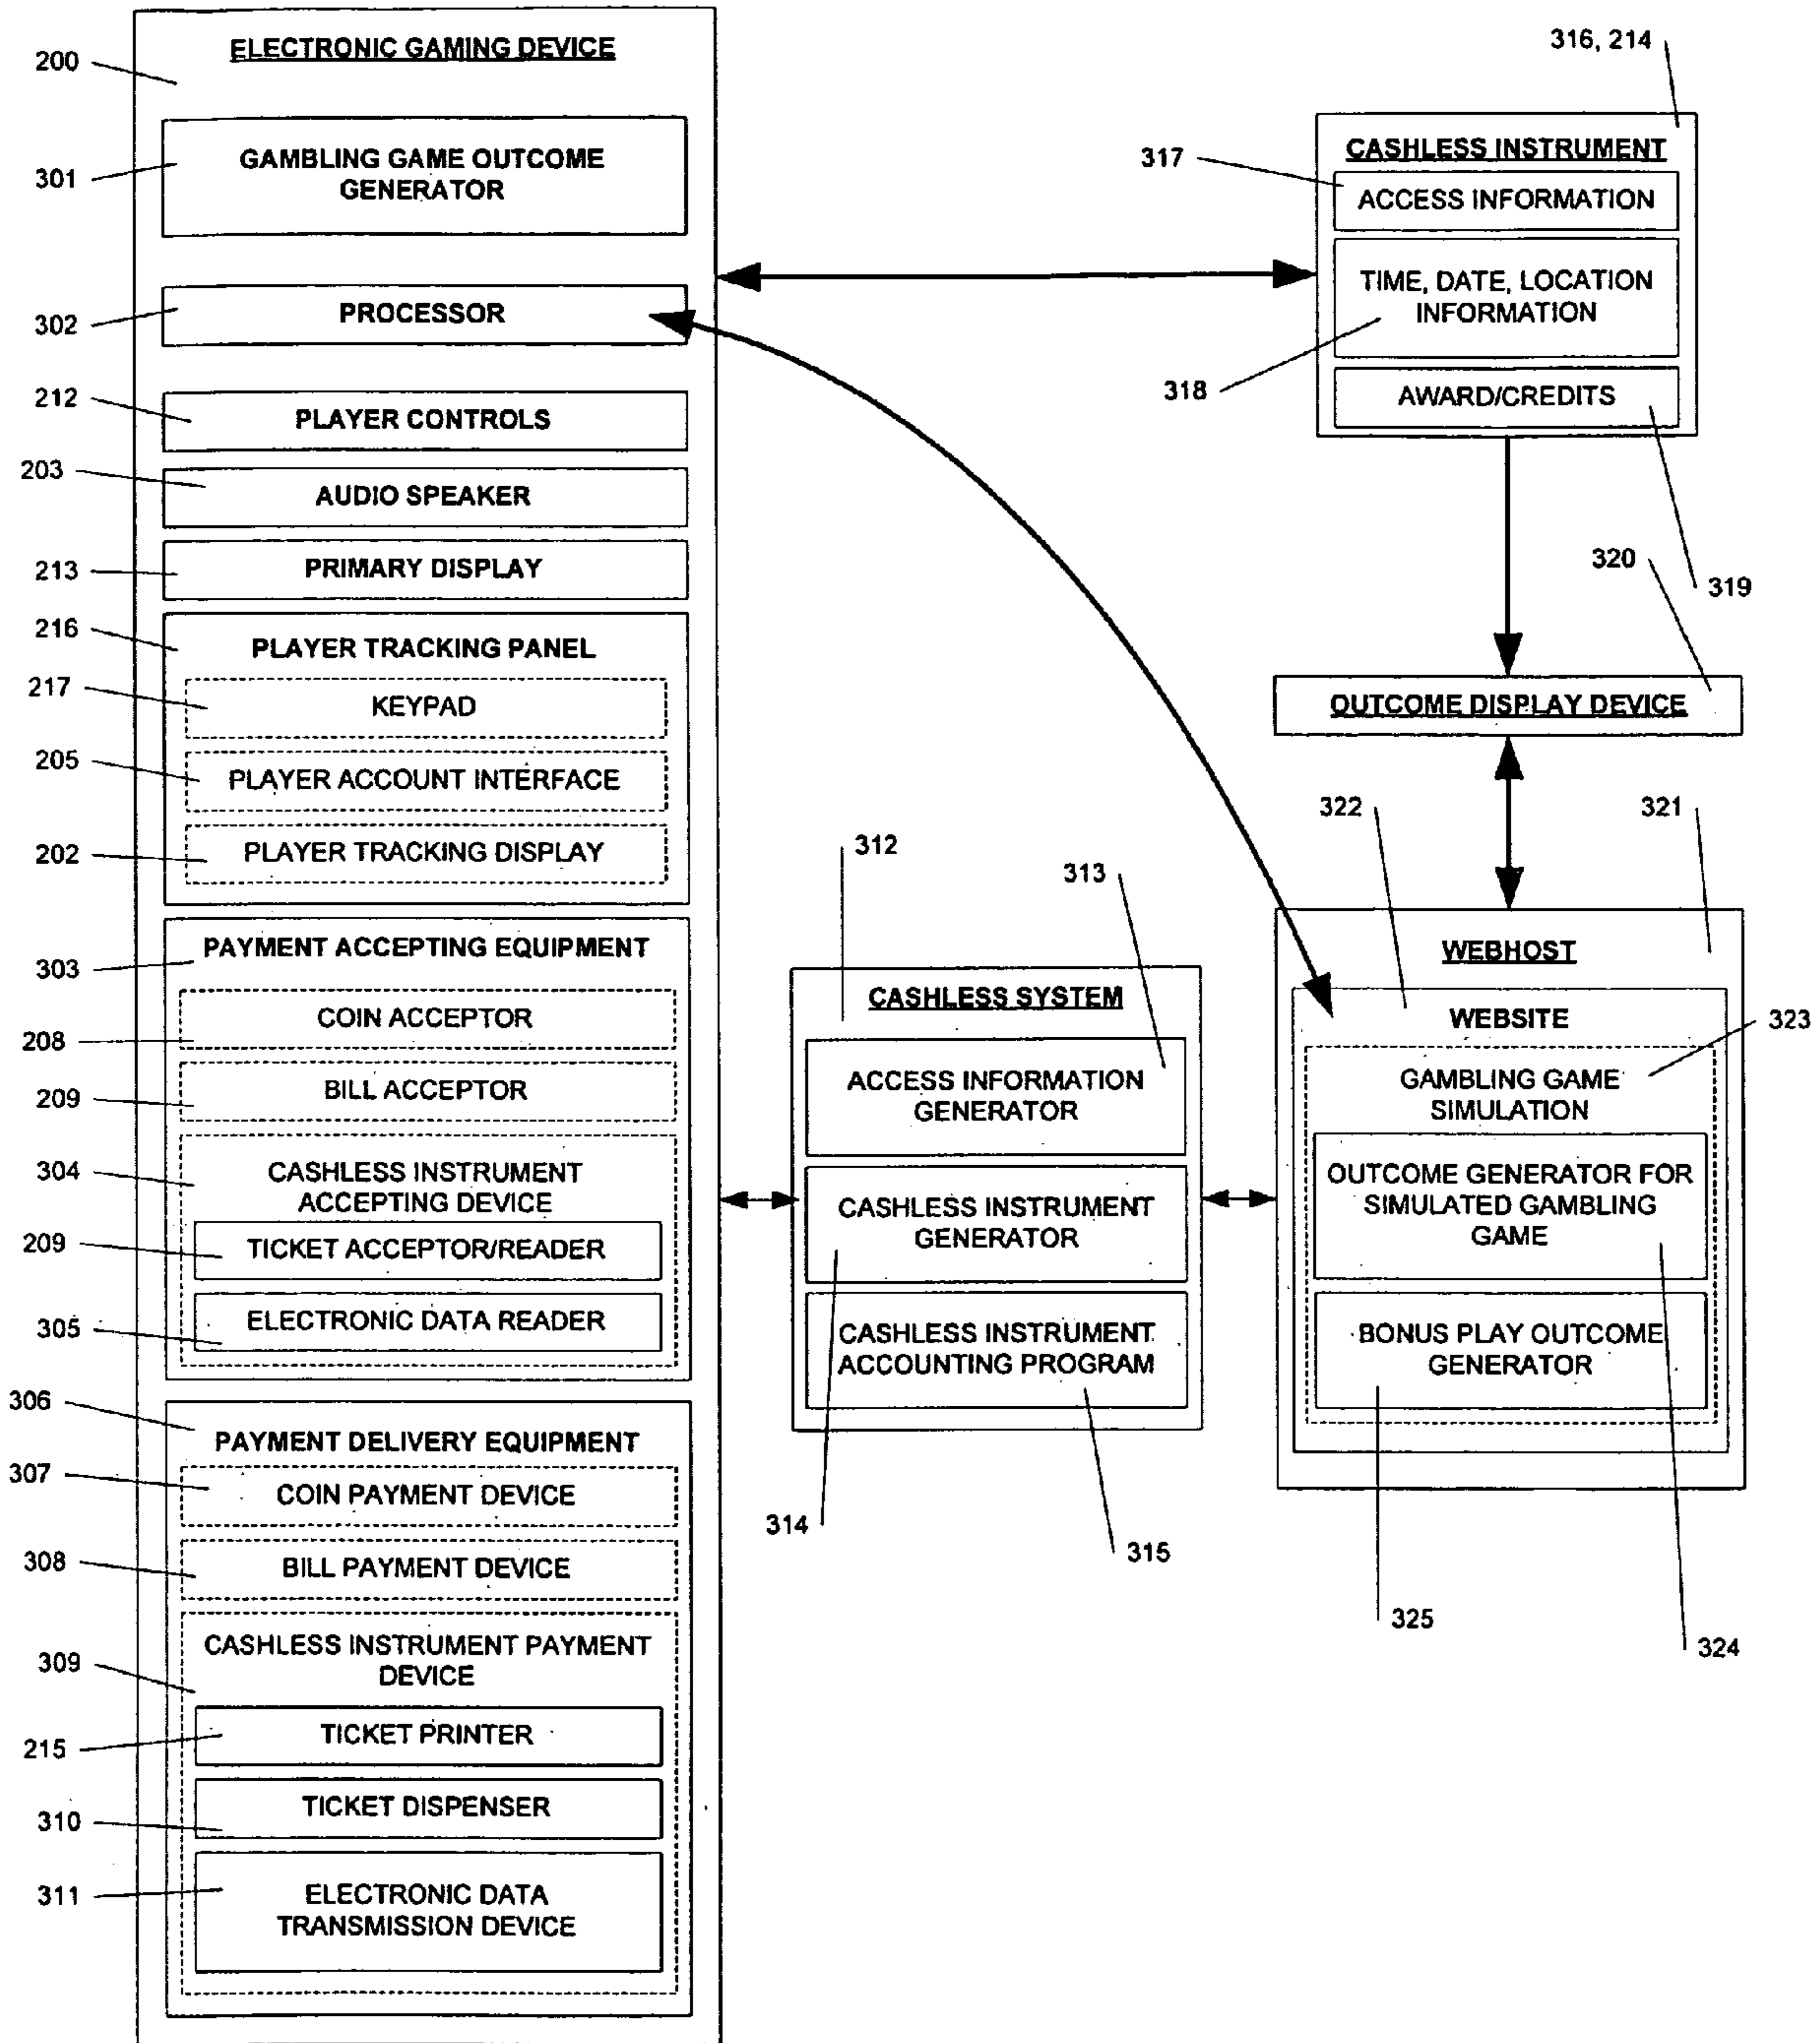 ELECTRONIC GAMING DEVICE
200
GAMBLING GAME OUTCOME
GENERATOR
301
PROCESSOR
302
212
PLAYER CONTROLS
203
AUDIO SPEAKER
213
PRIMARY DISPLAY
216
PLAYER TRACKING PANEL
217
KEYPAD
205
PLAYER ACCOUNT INTERFACE
202
PLAYER TRACKING DISPLAY
PAYMENT ACCEPTING EQUIPMENT
303
COIN ACCEPTOR
208
BILL ACCEPTOR
209
304
CASHLESS INSTRUMENT
ACCEPTING DEVICE
209
TICKET ACCEPTOR/READER
305
ELECTRONIC DATA READER
306
PAYMENT DELIVERY EQUIPMENT
307
COIN PAYMENT DEVICE
308
BILL PAYMENT DEVICE
CASHLESS INSTRUMENT PAYMENT
DEVICE
309
TICKET PRINTER
215
TICKET DISPENSER
310
311
ELECTRONIC DATA
TRANSMISSION DEVICE
312
313
CASHLESS SYSTEM
ACCESS INFORMATION
GENERATOR
CASHLESS INSTRUMENT
GENERATOR
CASHLESS INSTRUMENT
ACCOUNTING PROGRAM
314
315
316, 214
CASHLESS INSTRUMENT
317
ACCESS INFORMATION
TIME, DATE, LOCATION
INFORMATION
318
AWARD/CREDITS
319
320
OUTCOME DISPLAY DEVICE
322
321
WEBHOST
WEBSITE
323
GAMBLING GAME
SIMULATION
OUTCOME GENERATOR FOR
SIMULATED GAMBLING
GAME
BONUS PLAY OUTCOME
GENERATOR
325
324